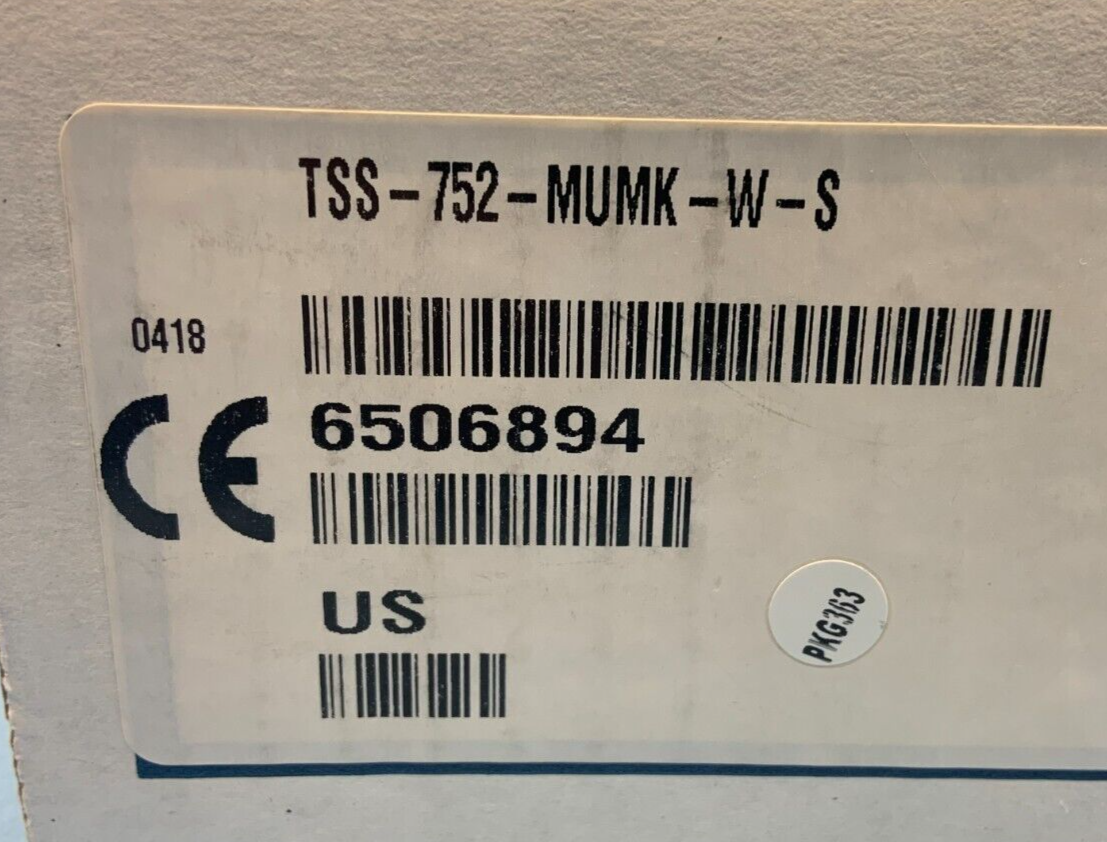 TSS-752-MUMK-W-S
0418
CE
6506894
US
PKG363